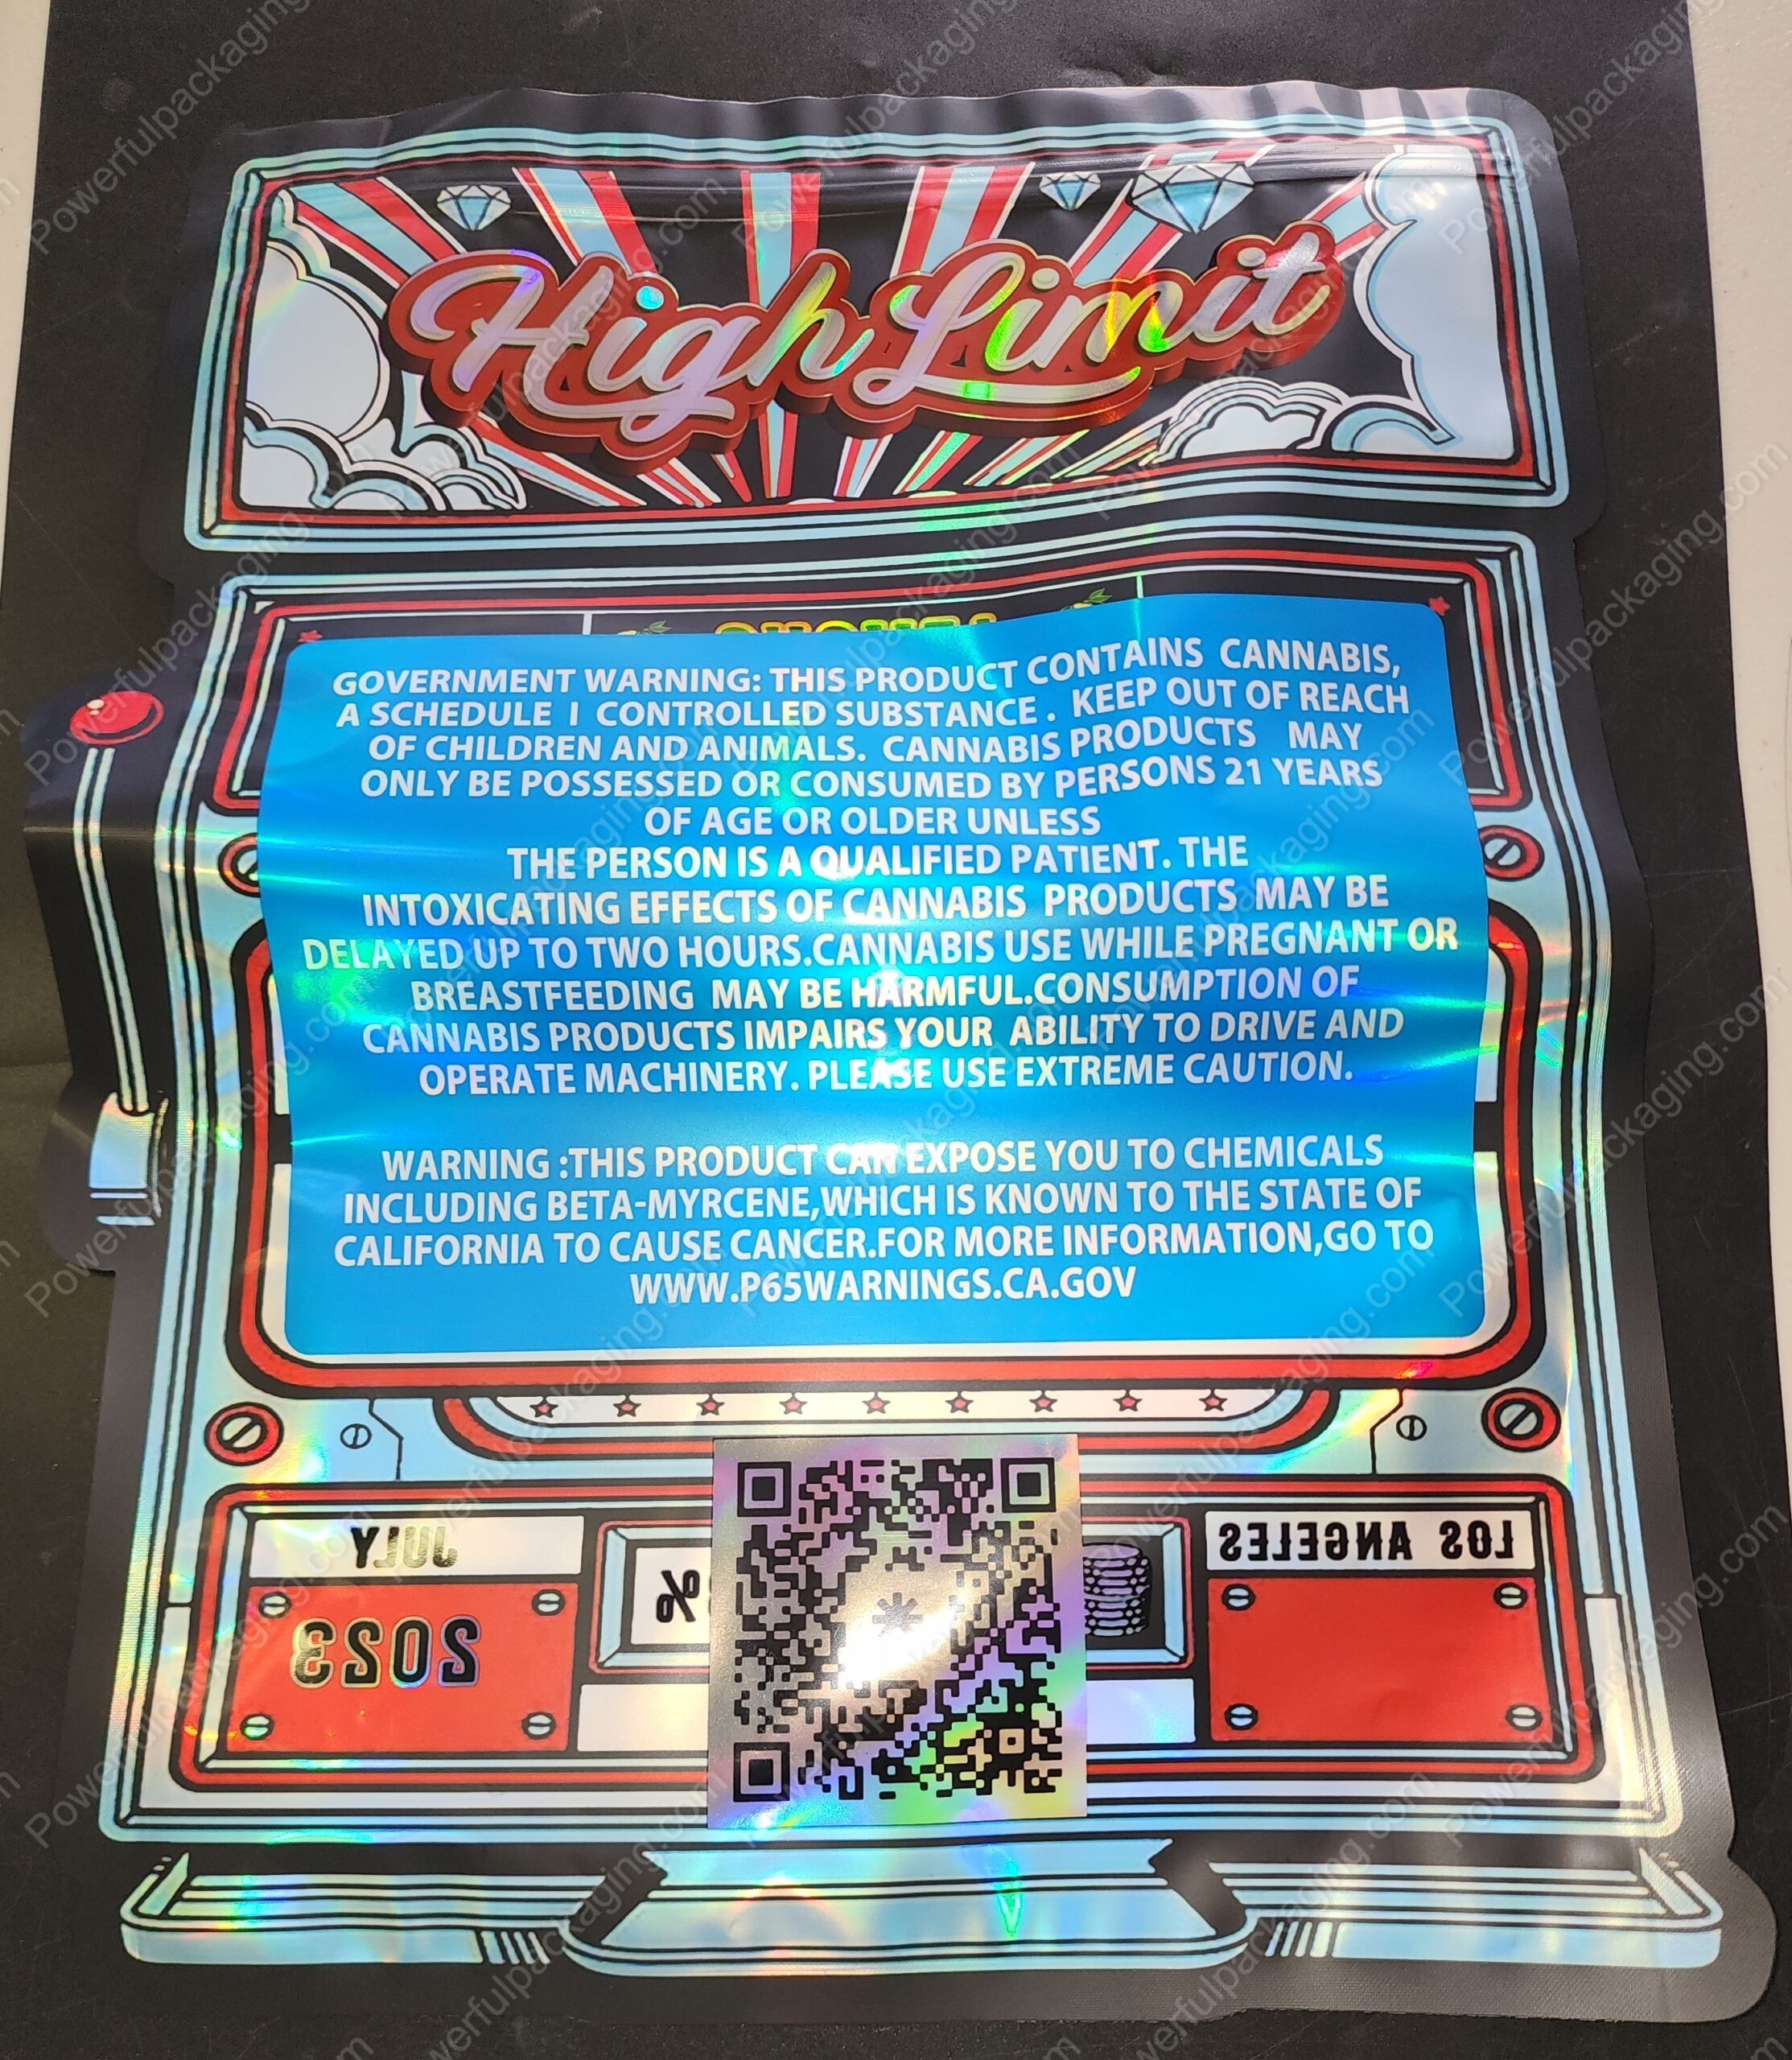 High Limit
GOVERNMENT WARNING: THIS PRODUCT CONTAINS CANNABIS,
A SCHEDULE I CONTROLLED SUBSTANCE . KEEP OUT OF REACH
OF CHILDREN AND ANIMALS. CANNABIS PRODUCTS MAY
ONLY BE POSSESSED OR CONSUMED BY PERSONS 21 YEARS
OF AGE OR OLDER UNLESS
THE PERSON IS A QUALIFIED PATIENT. THE
INTOXICATING EFFECTS OF CANNABIS PRODUCTS MAY BE
DELAYED UP TO TWO HOURS.CANNABIS USE WHILE PREGNANT OR
BREASTFEEDING MAY BE HARMFUL.CONSUMPTION OF
CANNABIS PRODUCTS IMPAIRS YOUR ABILITY TO DRIVE AND
OPERATE MACHINERY. PLEASE USE EXTREME CAUTION.
WARNING :THIS PRODUCT CAN EXPOSE YOU TO CHEMICALS
INCLUDING BETA-MYRCENE,WHICH IS KNOWN TO THE STATE OF
CALIFORNIA TO CAUSE CANCER.FOR MORE INFORMATION,GO TO
WWW.P65WARNINGS.CA.GOV
JULY
2023
%
LOS ANGELES
Powerfulpackaging.com